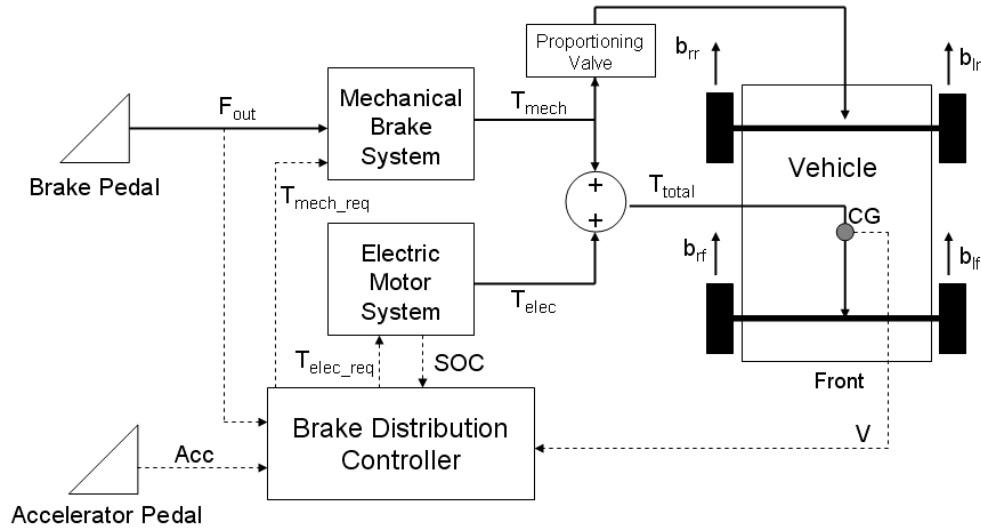 Proportioning
Valve
b_rr
b_lr
F_out
Mechanical
Brake
System
T_mech
Brake Pedal
T_mech_req
Vehicle
+
+
T_total
CG
Electric
Motor
System
T_elec
b_rf
b_lf
T_elec_req
SOC
Front
Brake Distribution
Controller
V
Acc
Accelerator Pedal